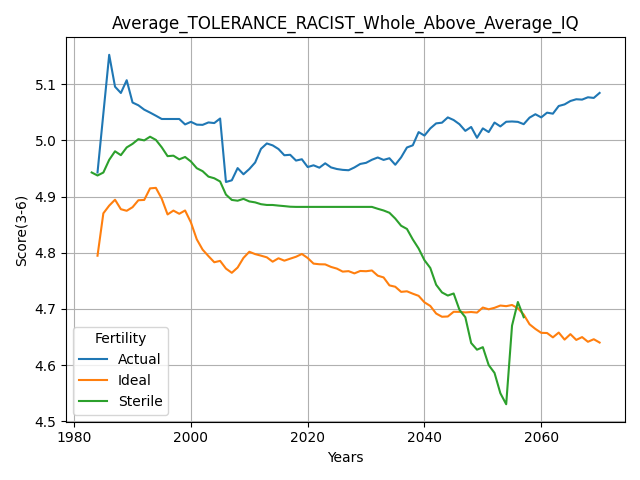 Average_TOLERANCE_RACIST_Whole_Above_Average_IQ
5.1
5.0
4.9
4.8
4.7
4.6
4.5
Score(3-6)
Fertility
Actual
Ideal
Sterile
1980
2000
2020
2040
2060
Years